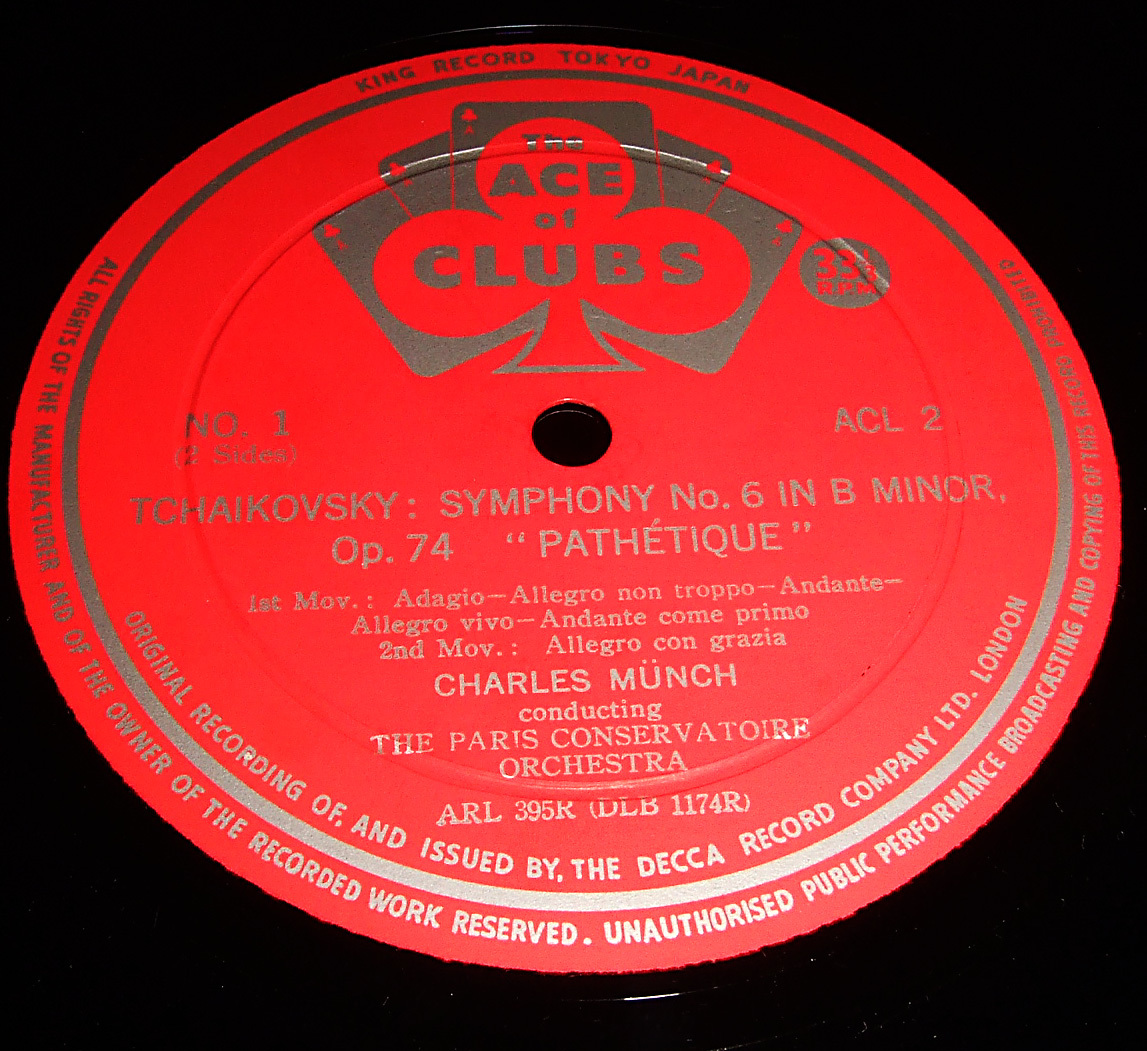 KING RECORD TOKYO JAPAN
The
ACE
of
CLUBS
33⅓
R.P.M
NO. 1
(2 Sides)
ACL 2
TCHAIKOVSKY: SYMPHONY No. 6 IN B MINOR,
Op. 74 “PATHÉTIQUE”
1st Mov.: Adagio—Allegro non troppo—Andante—
Allegro vivo—Andante come primo
2nd Mov.: Allegro con grazia
CHARLES MÜNCH
conducting
THE PARIS CONSERVATOIRE
ORCHESTRA
ARL 395R (DLB 1174R)
ORIGINAL RECORDING OF, AND ISSUED BY, THE DECCA RECORD COMPANY LTD. LONDON
ALL RIGHTS OF THE MANUFACTURER AND OF THE OWNER OF THE RECORDED WORK RESERVED. UNAUTHORISED PUBLIC PERFORMANCE BROADCASTING AND COPYING OF THIS RECORD PROHIBITED